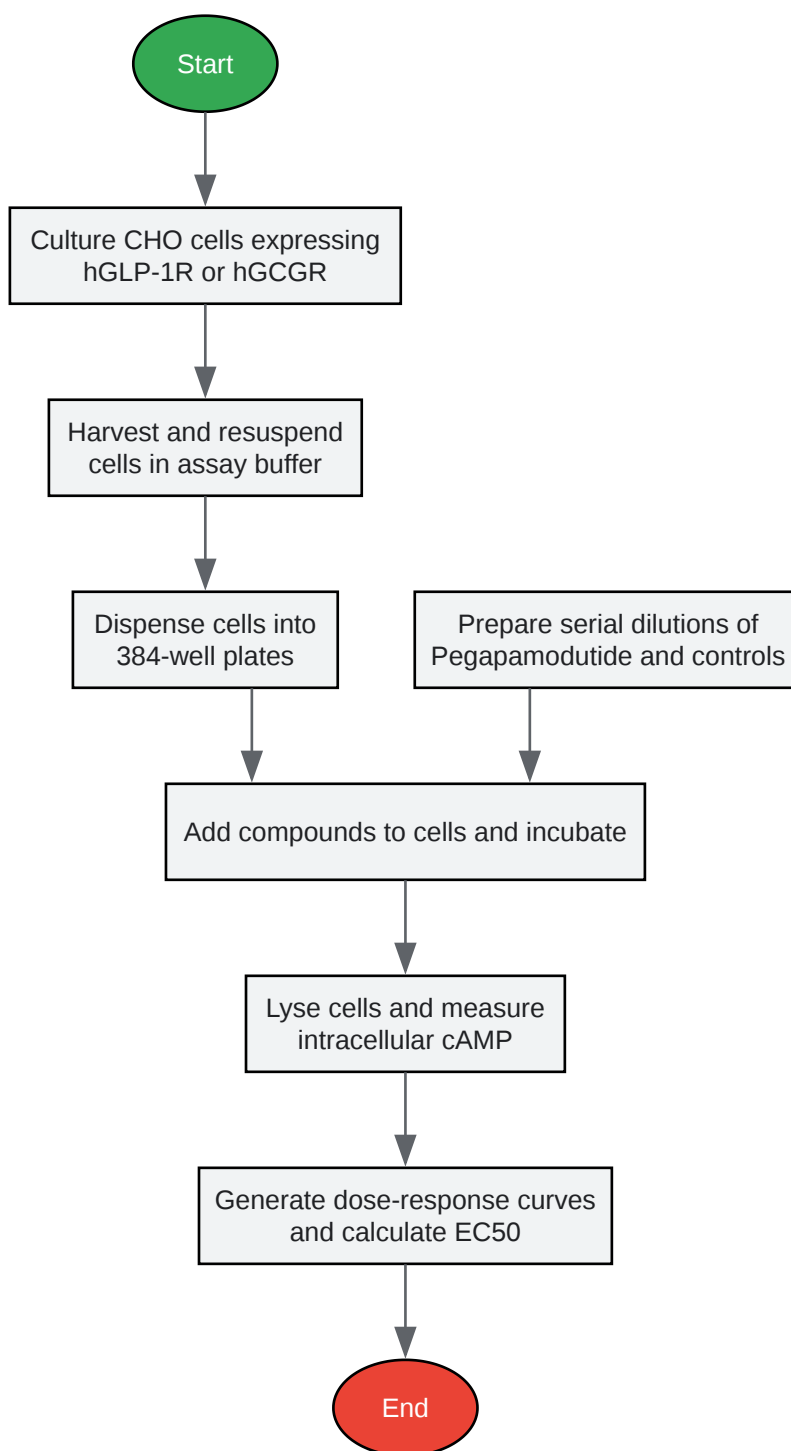 Start
Culture CHO cells expressing
hGLP-1R or hGCGR
Harvest and resuspend
cells in assay buffer
Dispense cells into
384-well plates
Prepare serial dilutions of
Pegapamodutide and controls
Add compounds to cells and incubate
Lyse cells and measure
intracellular cAMP
Generate dose-response curves
and calculate EC50
End